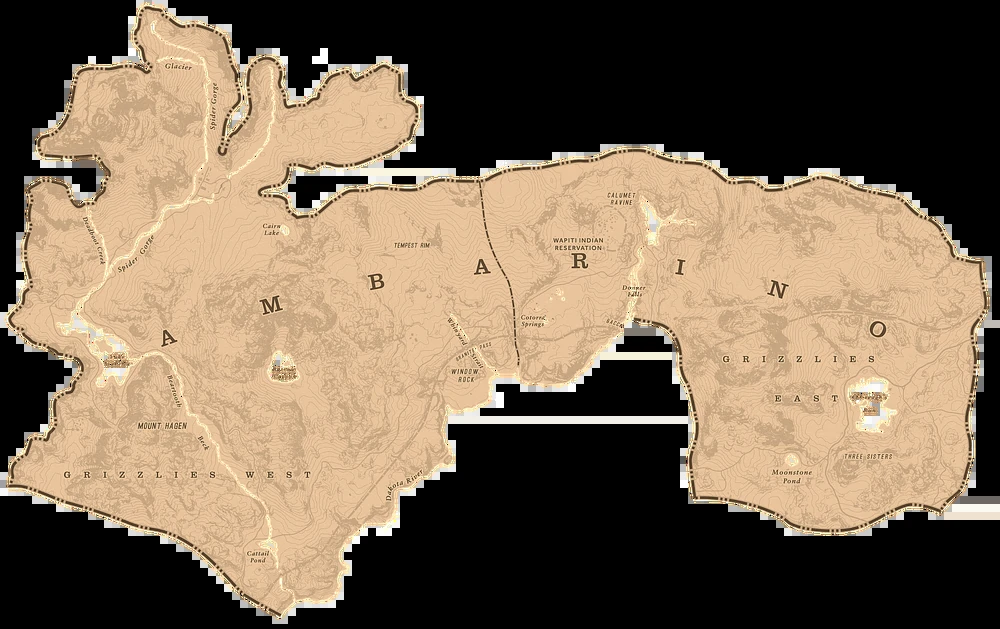 Glacier
Spider Gorge
Deadboot Creek
Spider Gorge
Cairn
Lake
TEMPEST RIM
CALUMET
RAVINE
WAPITI INDIAN
RESERVATION
AMBARINO
Donner
Falls
Cotorra
Springs
Whinyard Strait
GRANITE PASS
WINDOW
ROCK
Beartooth Beck
MOUNT HAGEN
GRIZZLIES WEST
Dakota River
Cattail
Pond
GRIZZLIES
EAST
THREE SISTERS
Moonstone
Pond